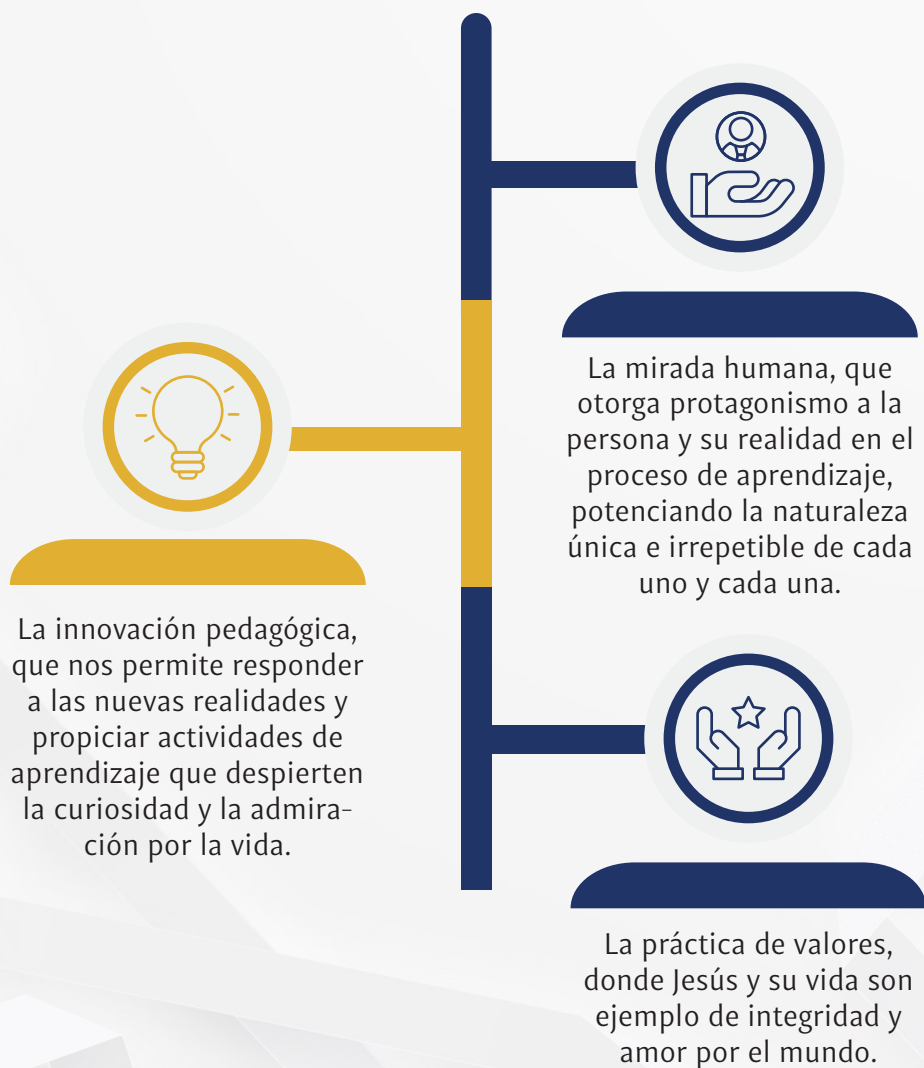 La mirada humana, que
otorga protagonismo a la
persona y su realidad en el
proceso de aprendizaje,
potenciando la naturaleza
única e irrepetible de cada
uno y cada una.
La innovación pedagógica,
que nos permite responder
a las nuevas realidades y
propiciar actividades de
aprendizaje que despierten
la curiosidad y la admira-
ción por la vida.
La práctica de valores,
donde Jesús y su vida son
ejemplo de integridad y
amor por el mundo.